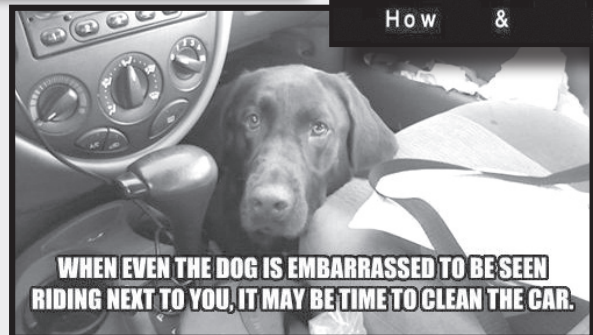 How &
WHEN EVEN THE DOG IS EMBARRASSED TO BE SEEN
RIDING NEXT TO YOU, IT MAY BE TIME TO CLEAN THE CAR.